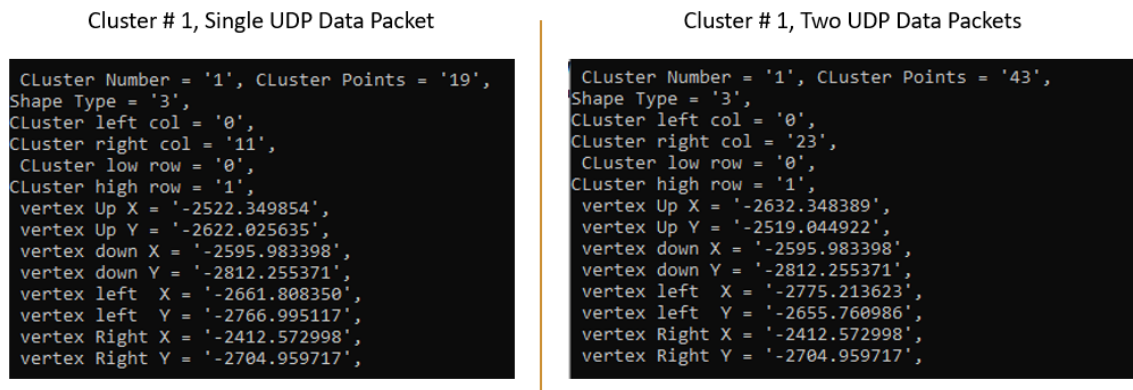 Cluster # 1, Single UDP Data Packet
CLuster Number = '1', CLuster Points = '19',
Shape Type = '3',
CLuster left col = '0',
CLuster right col = '11',
CLuster low row = '0',
CLuster high row = '1',
vertex Up X = '-2522.349854',
vertex Up Y = '-2622.025635',
vertex down X = '-2595.983398',
vertex down Y = '-2812.255371',
vertex left  X = '-2661.808350',
vertex left  Y = '-2766.995117',
vertex Right X = '-2412.572998',
vertex Right Y = '-2704.959717',
Cluster # 1, Two UDP Data Packets
CLuster Number = '1', CLuster Points = '43',
Shape Type = '3',
CLuster left col = '0',
CLuster right col = '23',
CLuster low row = '0',
CLuster high row = '1',
vertex Up X = '-2632.348389',
vertex Up Y = '-2519.044922',
vertex down X = '-2595.983398',
vertex down Y = '-2812.255371',
vertex left  X = '-2775.213623',
vertex left  Y = '-2655.760986',
vertex Right X = '-2412.572998',
vertex Right Y = '-2704.959717',